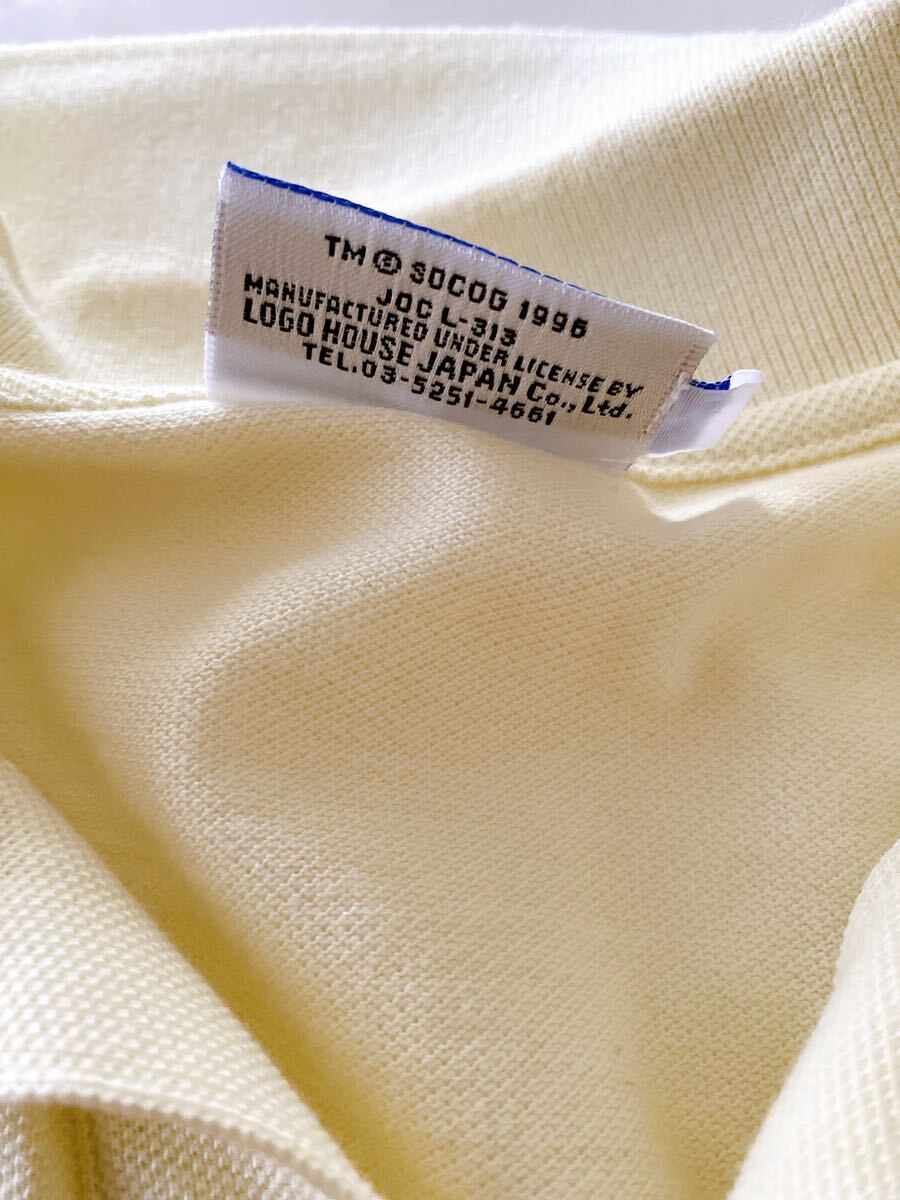 TM ® SOCOG 1996
JOC L-313
MANUFACTURED UNDER LICENSE BY
LOGO HOUSE JAPAN Co., Ltd.
TEL.03-5251-4661